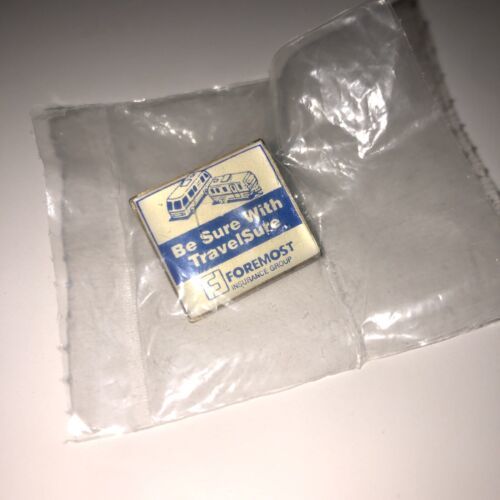 Be Sure With
TravelSure
FOREMOST
INSURANCE GROUP